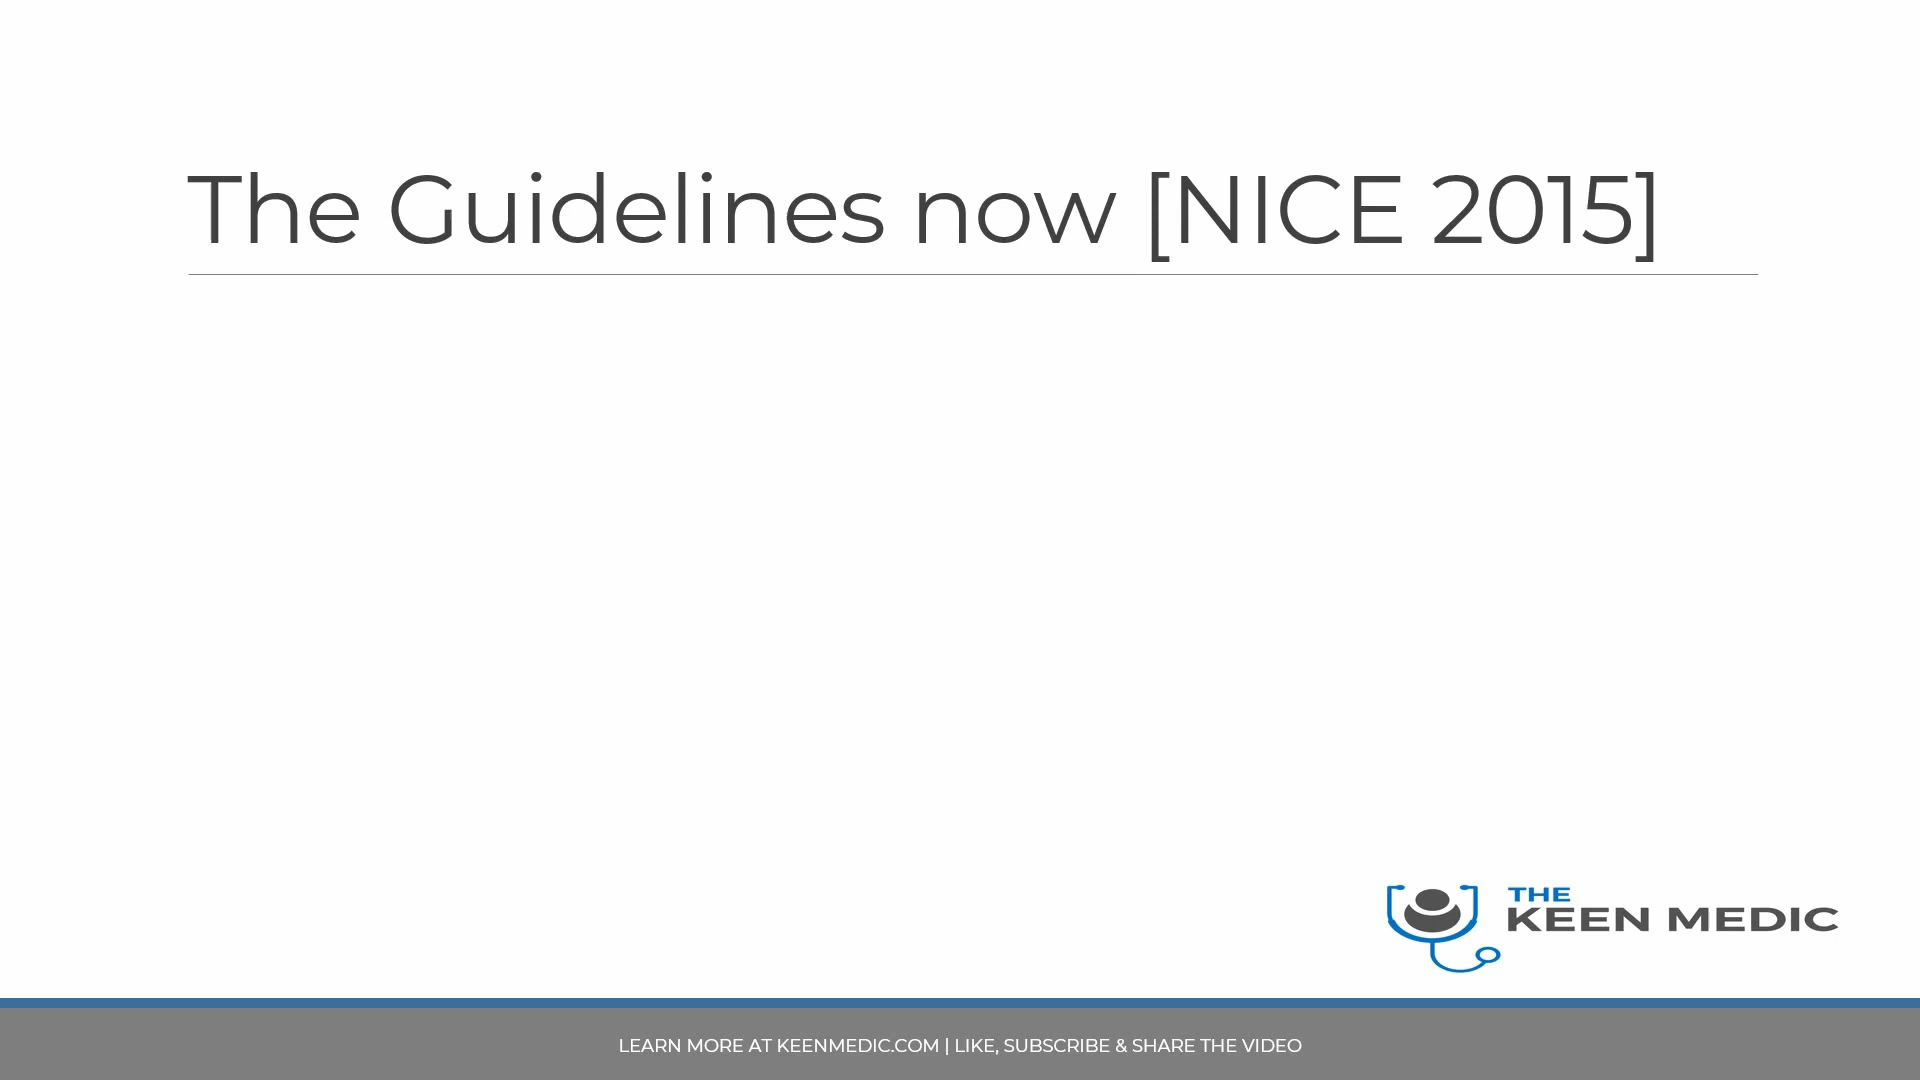 The Guidelines now [NICE 2015]
THE
KEEN MEDIC
LEARN MORE AT KEENMEDIC.COM | LIKE, SUBSCRIBE & SHARE THE VIDEO